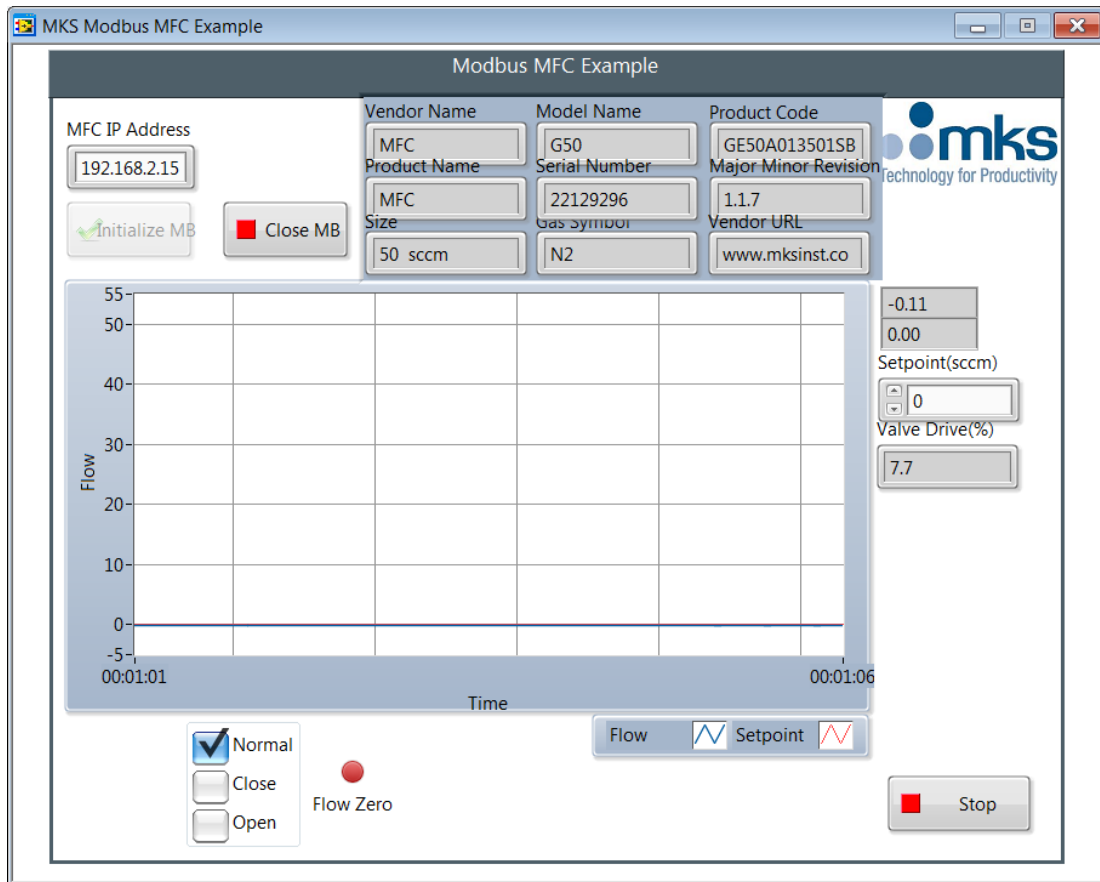 MKS Modbus MFC Example
Modbus MFC Example
MFC IP Address
192.168.2.15
Initialize MB
Close MB
Vendor Name
Model Name
Product Code
MFC
G50
GE50A013501SB
Product Name
Serial Number
Major Minor Revision
MFC
22129296
1.1.7
Size
Gas Symbol
Vendor URL
50 sccm
N2
www.mksinst.co
mks
Technology for Productivity
55
50
40
30
20
10
0
-5
Flow
00:01:01
00:01:06
Time
-0.11
0.00
Setpoint(sccm)
0
Valve Drive(%)
7.7
Flow
Setpoint
Normal
Close
Open
Flow Zero
Stop